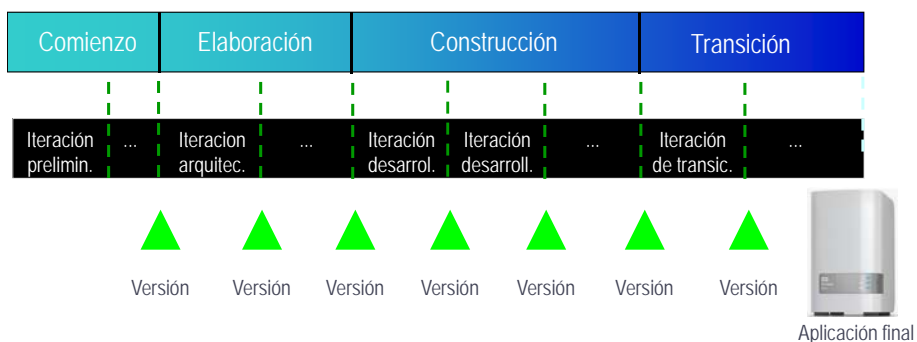 Comienzo Elaboración Construcción Transición
Iteración ... Iteracion ... Iteración Iteración ... Iteración ...
prelimin. arquitec. desarrol. desarroll. de transic.
Versión Versión Versión Versión Versión Versión Versión
Aplicación final